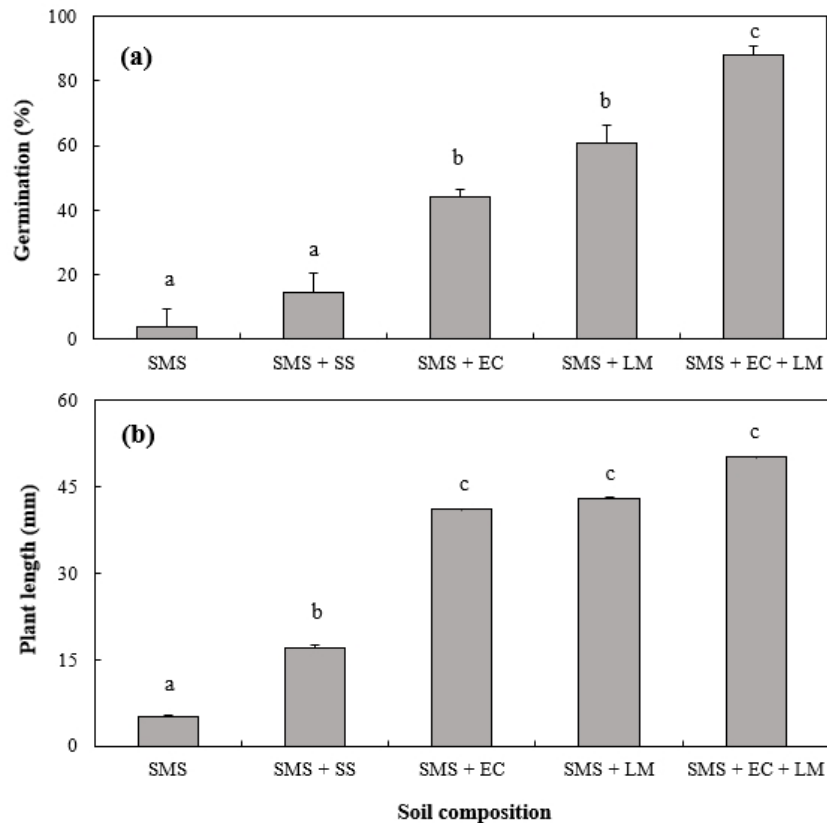 (a)
Germination (%)
100
80
60
40
20
0
a
a
b
b
c
SMS
SMS + SS
SMS + EC
SMS + LM
SMS + EC + LM
(b)
Plant length (mm)
60
45
30
15
0
a
b
c
c
c
SMS
SMS + SS
SMS + EC
SMS + LM
SMS + EC + LM
Soil composition